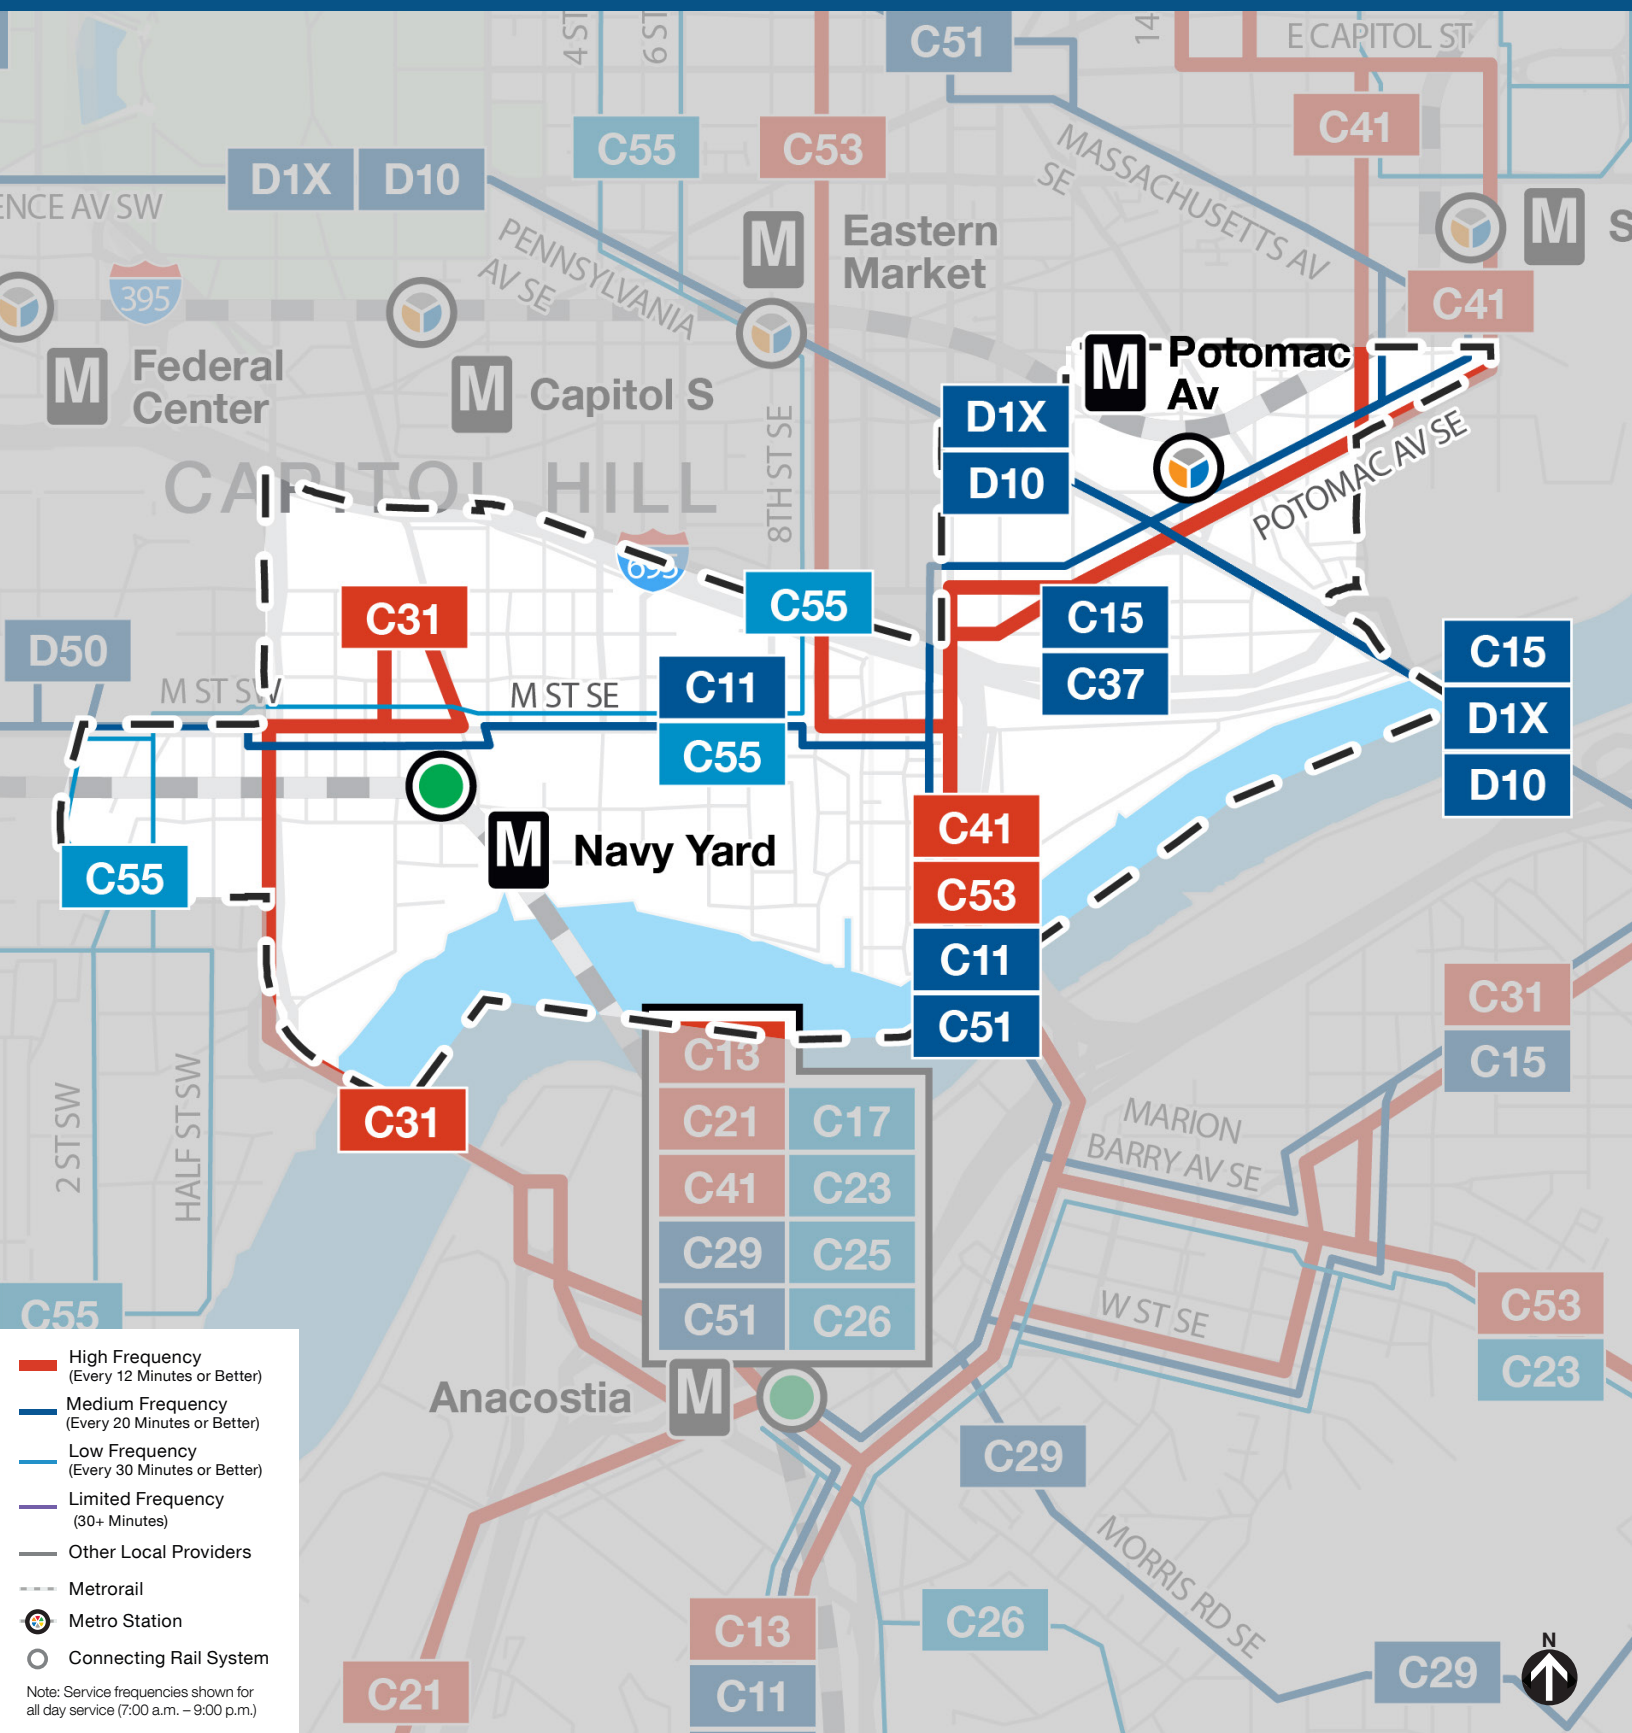 4 ST
6 ST
C51
14
E CAPITOL ST
C55
C53
C41
MASSACHUSETTS AV
SE
D1X
D10
ENCE AV SW
PENNSYLVANIA
AV SE
M
Eastern
Market
M
S
395
C41
M
Federal
Center
M
Capitol S
M
Potomac
Av
CAPITOL HILL
8TH ST SE
D1X
D10
POTOMAC AV SE
695
C55
C31
C15
C37
D50
M ST SW
M ST SE
C11
C55
C15
D1X
D10
M
Navy Yard
C55
C41
C53
C11
C51
C31
C15
C31
C13
C21
C17
C41
C23
C29
C25
C51
C26
2 ST SW
HALF ST SW
MARION
BARRY AV SE
W ST SE
C53
C23
C55
Anacostia
M
C29
MORRIS RD SE
C13
C11
C26
C21
C29
N
High Frequency
(Every 12 Minutes or Better)
Medium Frequency
(Every 20 Minutes or Better)
Low Frequency
(Every 30 Minutes or Better)
Limited Frequency
(30+ Minutes)
Other Local Providers
Metrorail
Metro Station
Connecting Rail System
Note: Service frequencies shown for
all day service (7:00 a.m. – 9:00 p.m.)